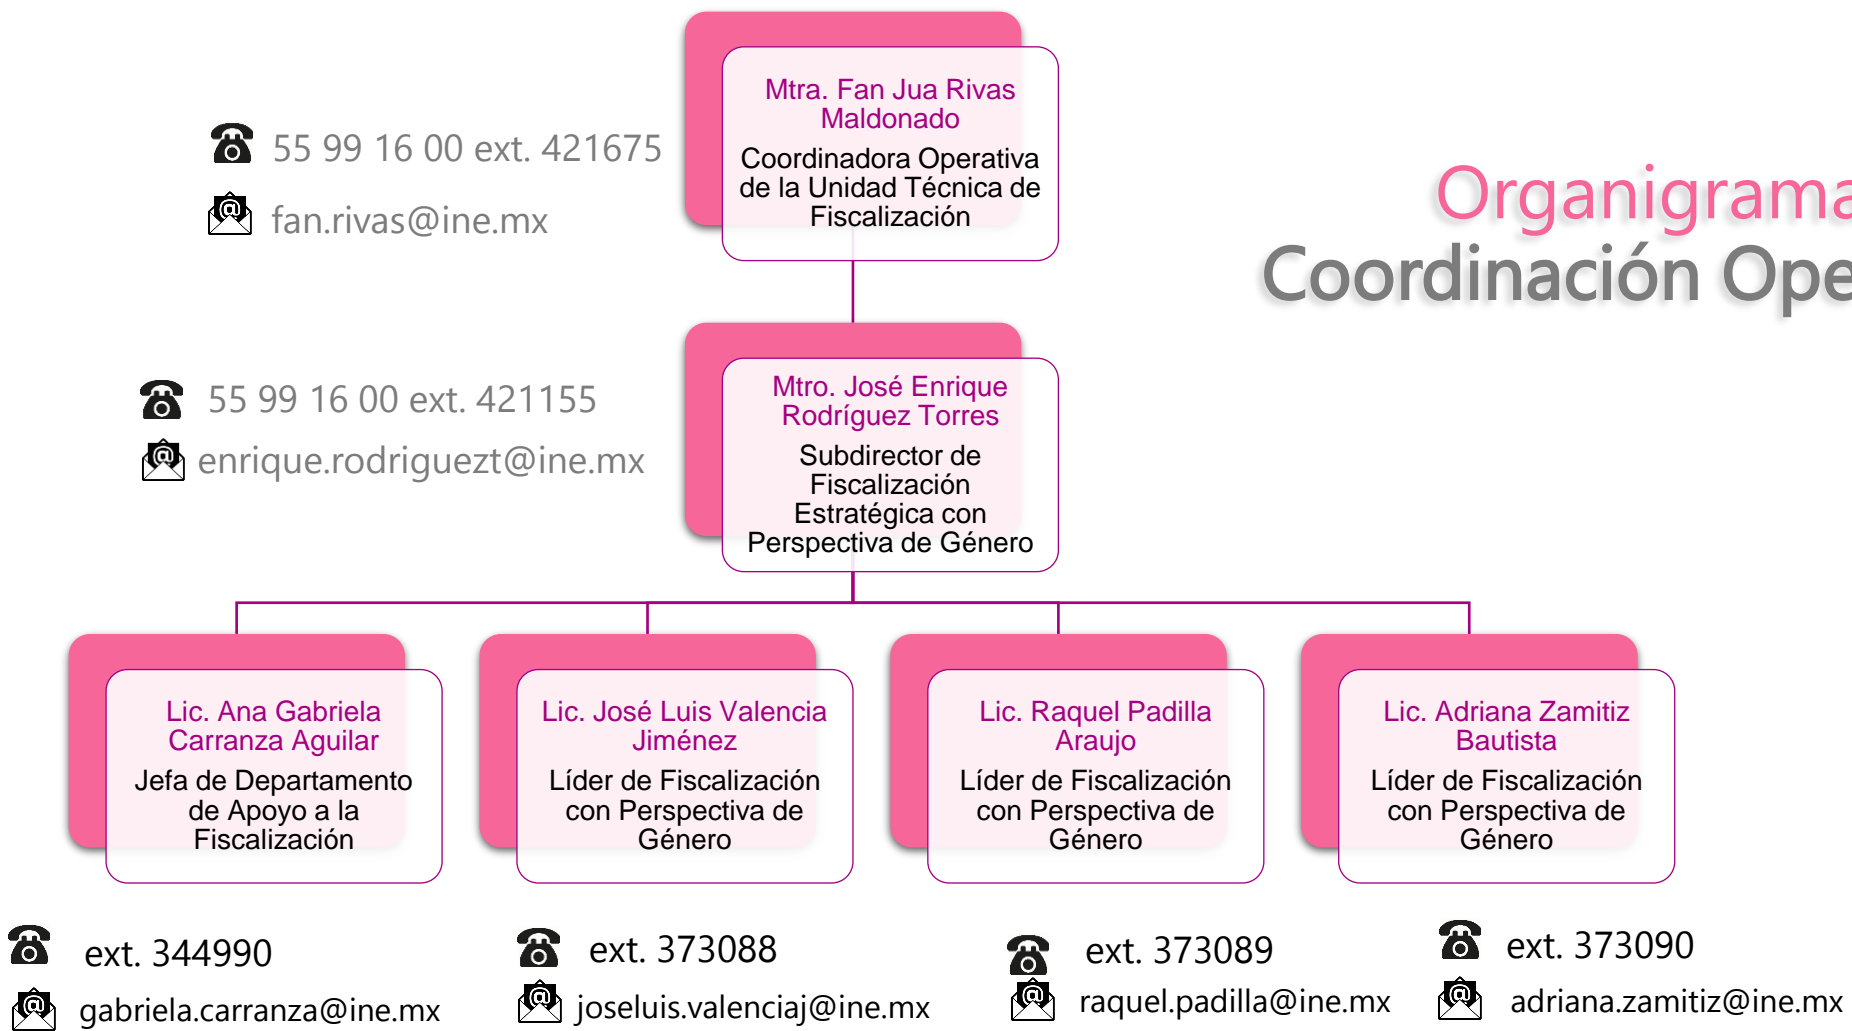 Mtra. Fan Jua Rivas
Maldonado
Coordinadora Operativa
de la Unidad Técnica de
Fiscalización
55 99 16 00 ext. 421675
fan.rivas@ine.mx
Organigrama
Coordinación Ope
Mtro. José Enrique
Rodríguez Torres
Subdirector de
Fiscalización
Estratégica con
Perspectiva de Género
55 99 16 00 ext. 421155
enrique.rodriguezt@ine.mx
Lic. Ana Gabriela
Carranza Aguilar
Jefa de Departamento
de Apoyo a la
Fiscalización
ext. 344990
gabriela.carranza@ine.mx
Lic. José Luis Valencia
Jiménez
Líder de Fiscalización
con Perspectiva de
Género
ext. 373088
joseluis.valenciaj@ine.mx
Lic. Raquel Padilla
Araujo
Líder de Fiscalización
con Perspectiva de
Género
ext. 373089
raquel.padilla@ine.mx
Lic. Adriana Zamitiz
Bautista
Líder de Fiscalización
con Perspectiva de
Género
ext. 373090
adriana.zamitiz@ine.mx